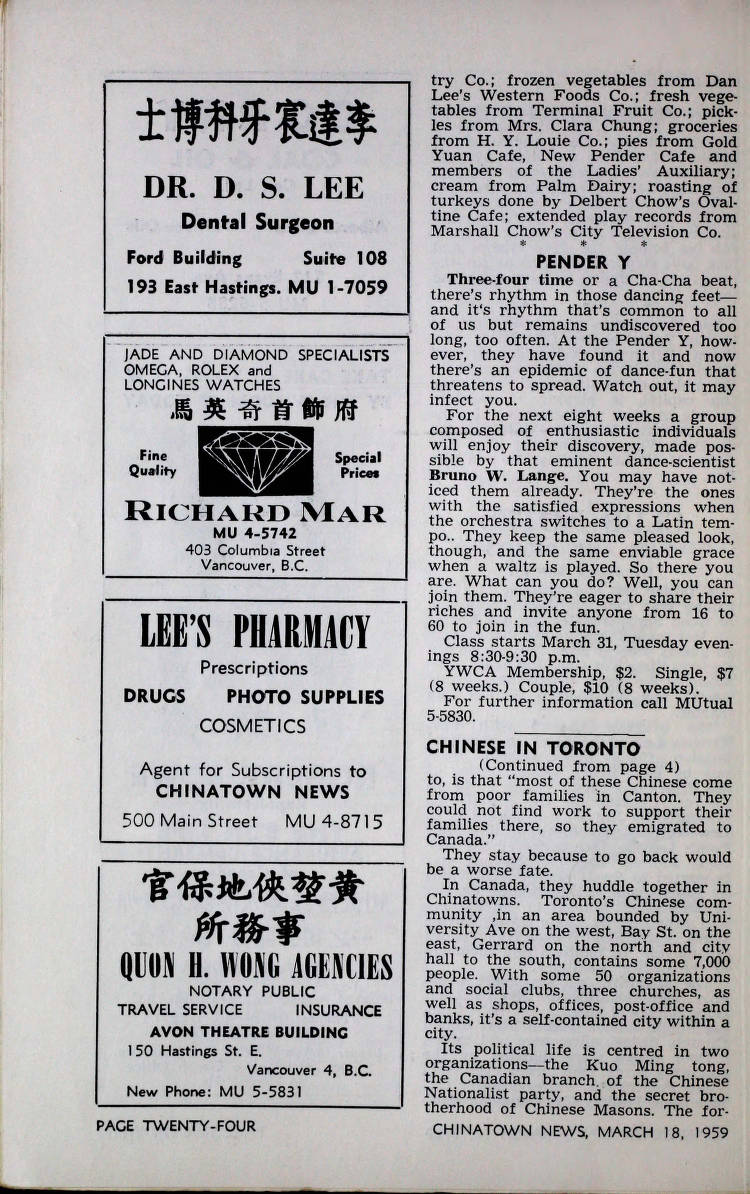 士博科牙宸達李
DR. D. S. LEE
Dental Surgeon
Ford Building Suite 108
193 East Hastings. MU 1-7059
JADE AND DIAMOND SPECIALISTS
OMEGA, ROLEX and
LONGINES WATCHES
馬英奇首飾府
Fine
Quality
Special
Prices
RICHARD MAR
MU 4-5742
403 Columbia Street
Vancouver, B.C.
LEE'S PHARMACY
Prescriptions
DRUGS PHOTO SUPPLIES
COSMETICS
Agent for Subscriptions to
CHINATOWN NEWS
500 Main Street MU 4-8715
官保地俠堃黄
所務事
QUON H. WONG AGENCIES
NOTARY PUBLIC
TRAVEL SERVICE INSURANCE
AVON THEATRE BUILDING
150 Hastings St. E.
Vancouver 4, B.C.
New Phone: MU 5-5831
try Co.; frozen vegetables from Dan
Lee's Western Foods Co.; fresh vege-
tables from Terminal Fruit Co.; pick-
les from Mrs. Clara Chung; groceries
from H. Y. Louie Co.; pies from Gold
Yuan Cafe, New Pender Cafe and
members of the Ladies' Auxiliary;
cream from Palm Dairy; roasting of
turkeys done by Delbert Chow's Oval-
tine Cafe; extended play records from
Marshall Chow's City Television Co.
* * *
PENDER Y
Three-four time or a Cha-Cha beat,
there's rhythm in those dancing feet—
and it's rhythm that's common to all
of us but remains undiscovered too
long, too often. At the Pender Y, how-
ever, they have found it and now
there's an epidemic of dance-fun that
threatens to spread. Watch out, it may
infect you.
For the next eight weeks a group
composed of enthusiastic individuals
will enjoy their discovery, made pos-
sible by that eminent dance-scientist
Bruno W. Lange. You may have not-
iced them already. They're the ones
with the satisfied expressions when
the orchestra switches to a Latin tem-
po.. They keep the same pleased look,
though, and the same enviable grace
when a waltz is played. So there you
are. What can you do? Well, you can
join them. They're eager to share their
riches and invite anyone from 16 to
60 to join in the fun.
Class starts March 31, Tuesday even-
ings 8:30-9:30 p.m.
YWCA Membership, $2. Single, $7
(8 weeks.) Couple, $10 (8 weeks).
For further information call MUtual
5-5830.
CHINESE IN TORONTO
(Continued from page 4)
to, is that "most of these Chinese come
from poor families in Canton. They
could not find work to support their
families there, so they emigrated to
Canada."
They stay because to go back would
be a worse fate.
In Canada, they huddle together in
Chinatowns. Toronto's Chinese com-
munity ,in an area bounded by Uni-
versity Ave on the west, Bay St. on the
east, Gerrard on the north and city
hall to the south, contains some 7,000
people. With some 50 organizations
and social clubs, three churches, as
well as shops, offices, post-office and
banks, it's a self-contained city within a
city.
Its political life is centred in two
organizations—the Kuo Ming tong,
the Canadian branch of the Chinese
Nationalist party, and the secret bro-
therhood of Chinese Masons. The for-
PAGE TWENTY-FOUR
CHINATOWN NEWS, MARCH 18, 1959